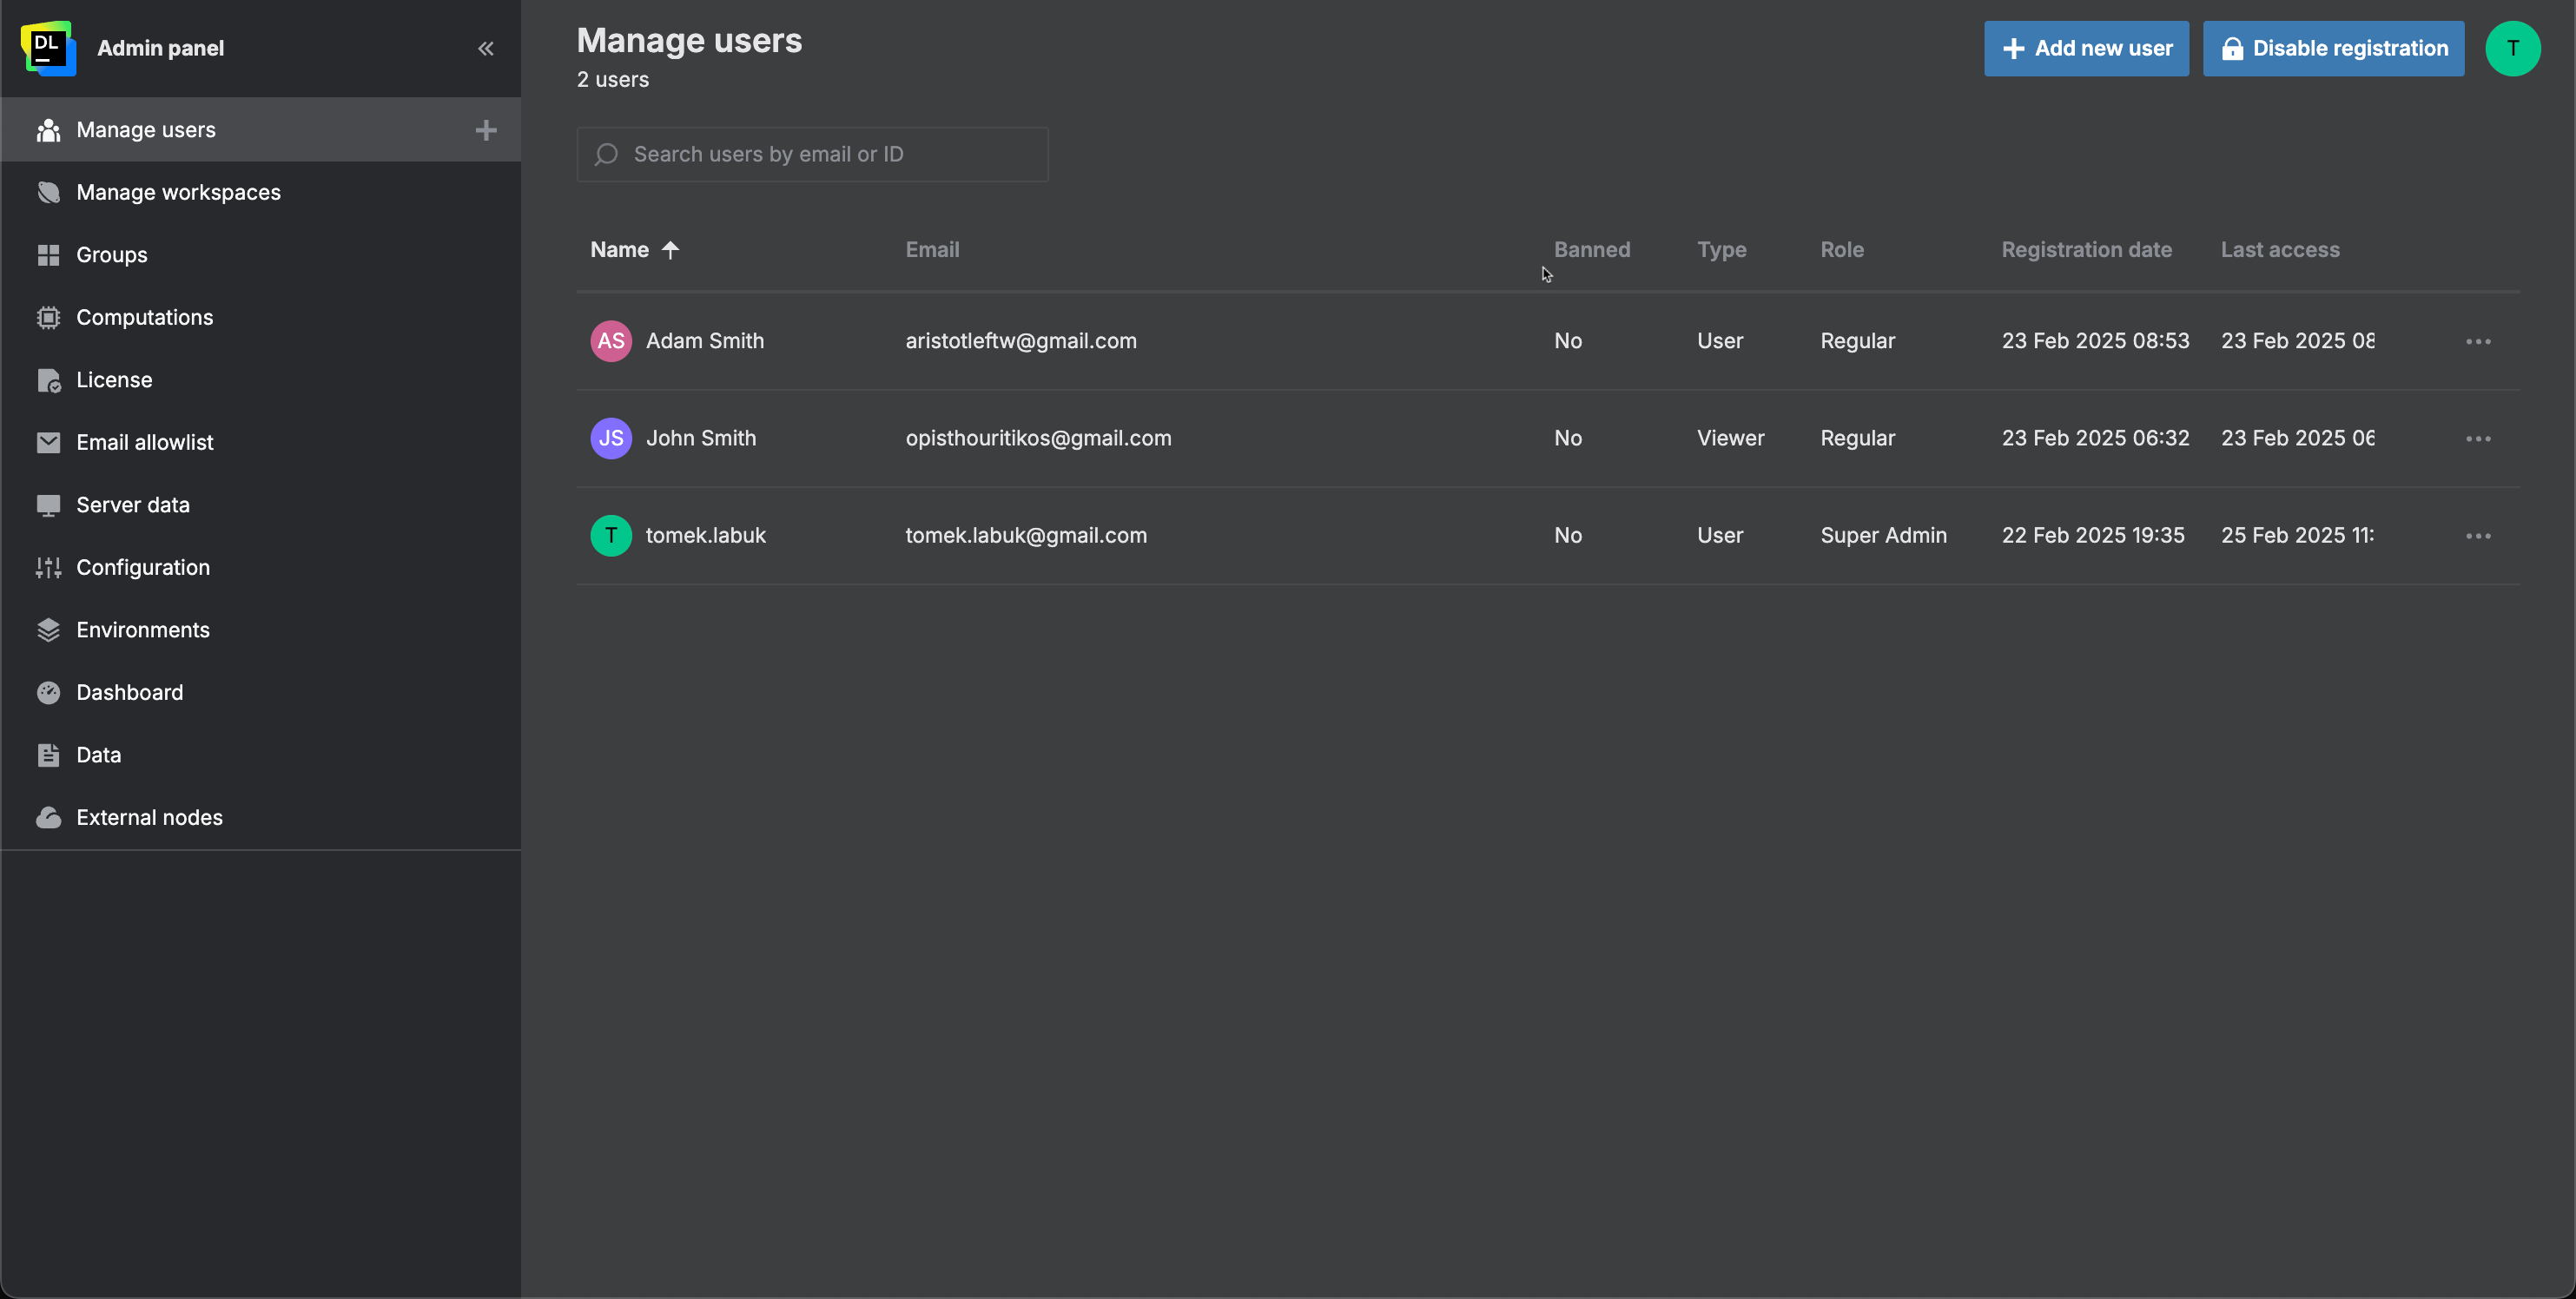 DL
Admin panel
Manage users
Manage workspaces
Groups
Computations
License
Email allowlist
Server data
Configuration
Environments
Dashboard
Data
External nodes
Manage users
2 users
Add new user
Disable registration
T
Search users by email or ID
Name Email Banned Type Role Registration date Last access
AS Adam Smith aristotleftw@gmail.com No User Regular 23 Feb 2025 08:53 23 Feb 2025 08
JS John Smith opisthouritikos@gmail.com No Viewer Regular 23 Feb 2025 06:32 23 Feb 2025 06
T tomek.labuk tomek.labuk@gmail.com No User Super Admin 22 Feb 2025 19:35 25 Feb 2025 11: